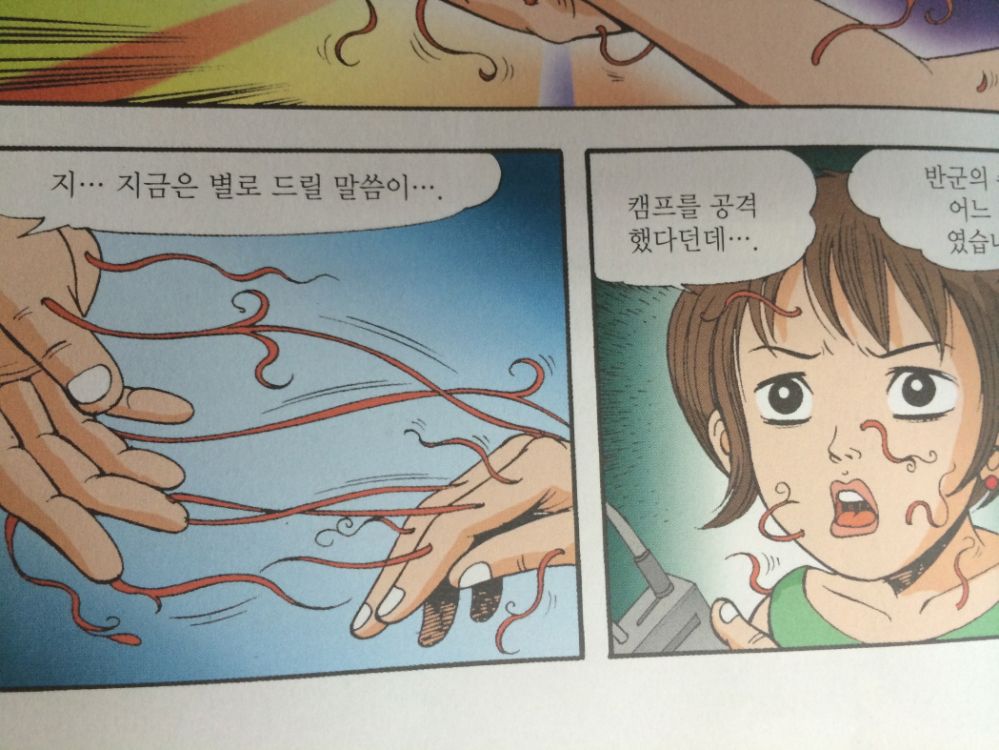 지… 지금은 별로 드릴 말씀이….
캠프를 공격
했다던데….
반군의
어느
였습니